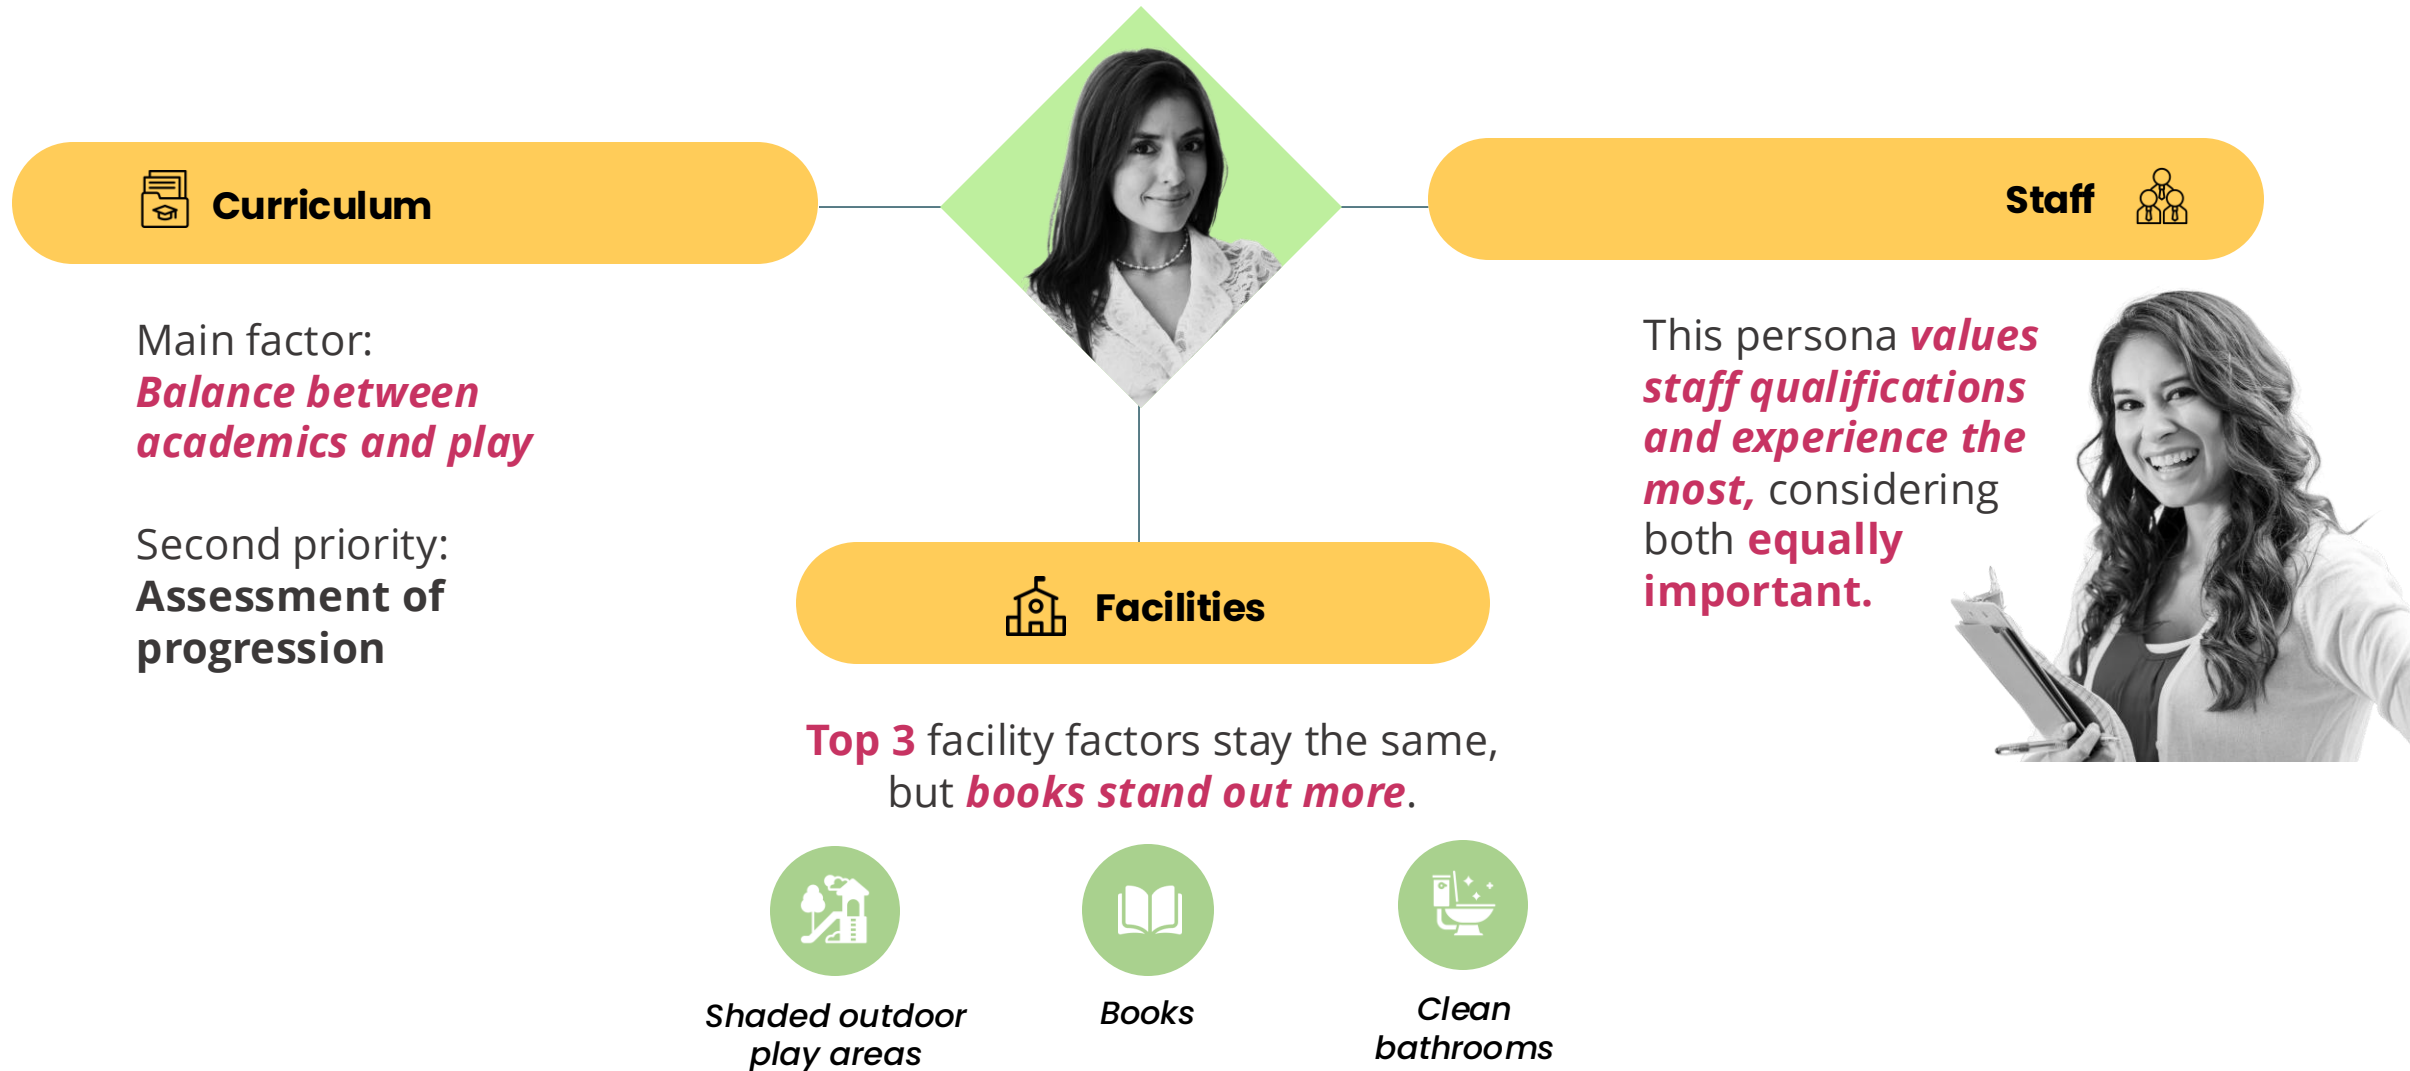 Curriculum
Main factor:
Balance between
academics and play
Second priority:
Assessment of
progression
Staff
This persona values
staff qualifications
and experience the
most, considering
both equally
important.
Facilities
Top 3 facility factors stay the same,
but books stand out more.
Shaded outdoor
play areas
Books
Clean
bathrooms